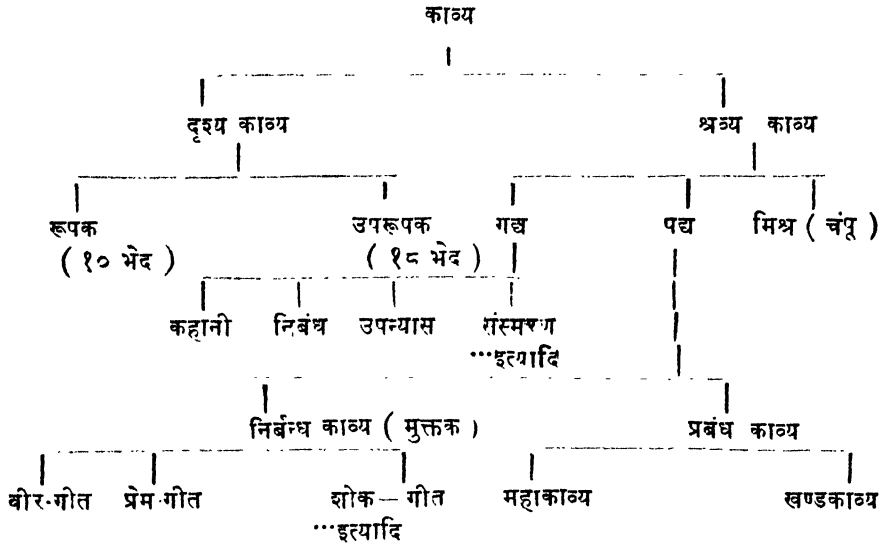 काव्य
दृश्य काव्य श्रव्य काव्य
रूपक उपरूपक गद्य पद्य मिश्र ( चंपू )
( १० भेद ) ( १८ भेद )
कहानी निबंध उपन्यास संस्मरण
···इत्यादि
निर्बन्ध काव्य ( मुक्तक ) प्रबंध काव्य
वीर-गीत प्रेम-गीत शोक — गीत महाकाव्य खण्डकाव्य
···इत्यादि